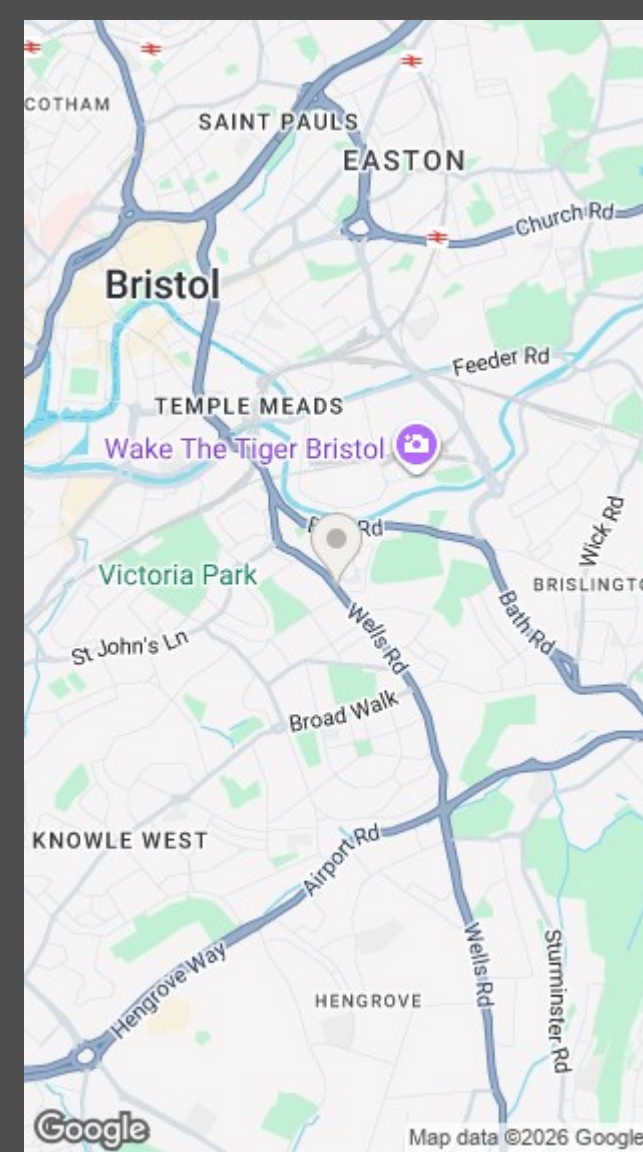 COTHAM
SAINT PAULS
EASTON
Church Rd
Bristol
Feeder Rd
TEMPLE MEADS
Wake The Tiger Bristol
Rd
Wick Rd
Victoria Park
BRISLINGTO
Bath Rd
Wells Rd
St John's Ln
Broad Walk
KNOWLE WEST
Airport Rd
Wells Rd
Sturminster Rd
Hengrove Way
HENGROVE
Google
Map data ©2026 Google